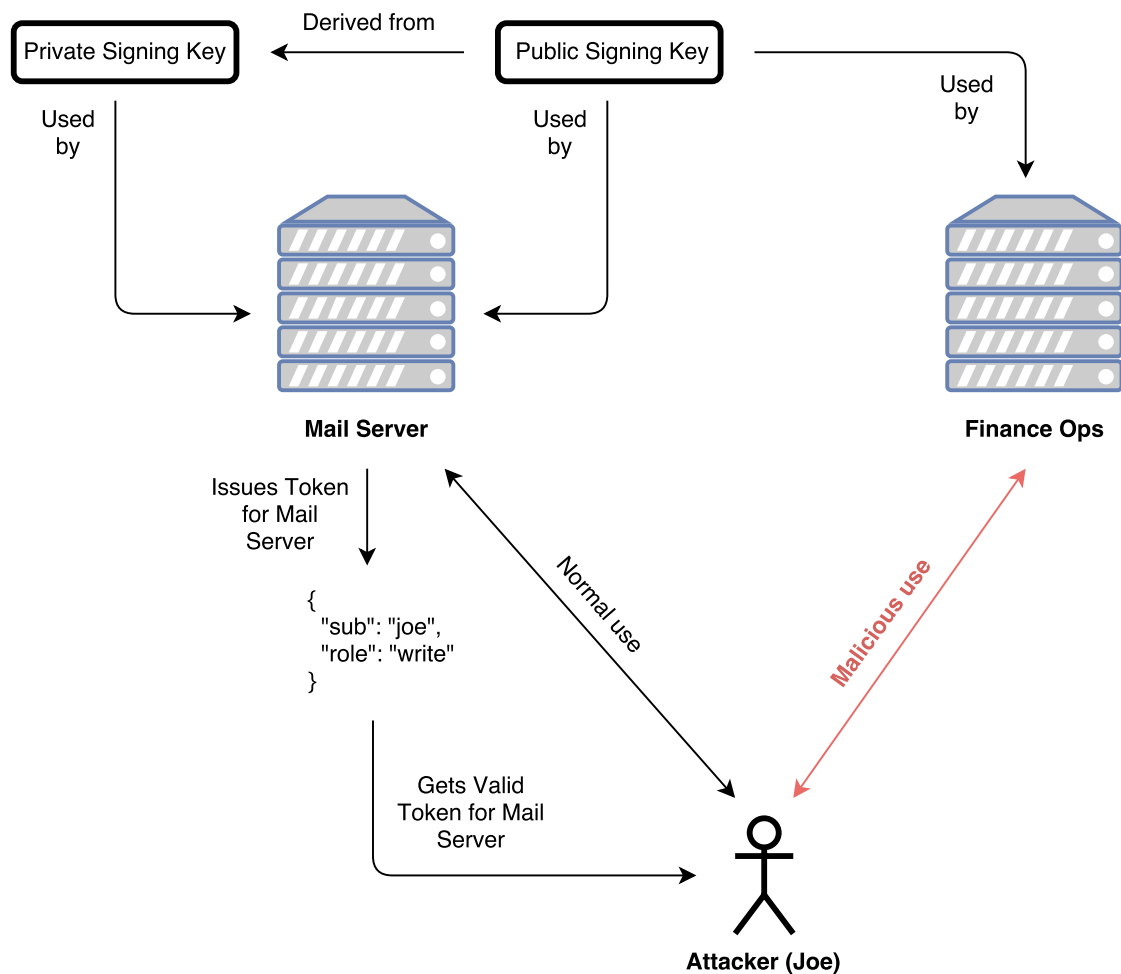 Derived from
Private Signing Key
Public Signing Key
Used
by
Used
by
Used
by
Mail Server
Finance Ops
Issues Token
for Mail
Server
{
"sub": "joe",
"role": "write"
}
Normal use
Malicious use
Gets Valid
Token for Mail
Server
Attacker (Joe)